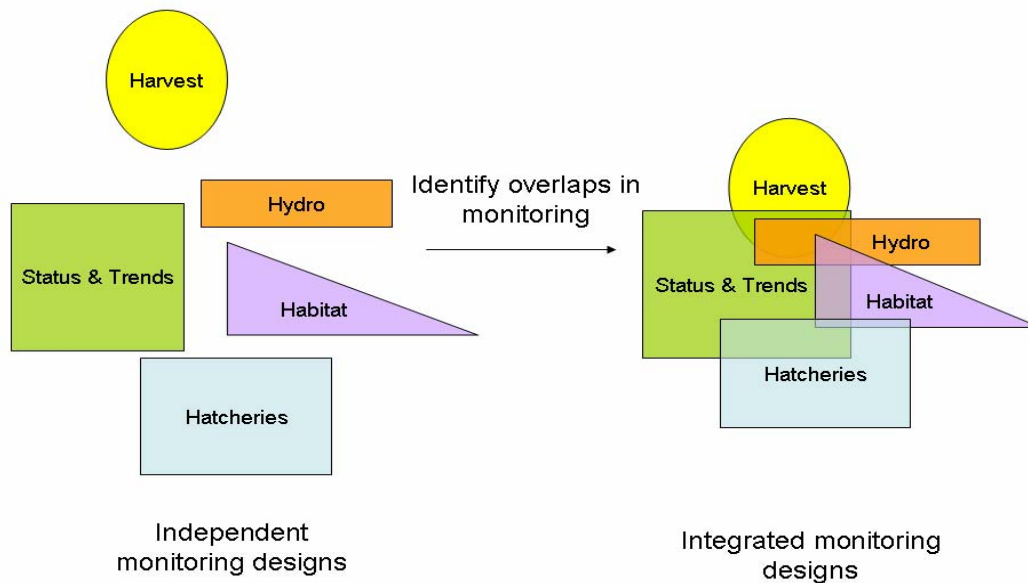 Harvest
Hydro
Status & Trends
Habitat
Hatcheries
Independent
monitoring designs
Identify overlaps in
monitoring
Harvest
Hydro
Status & Trends
Habitat
Hatcheries
Integrated monitoring
designs